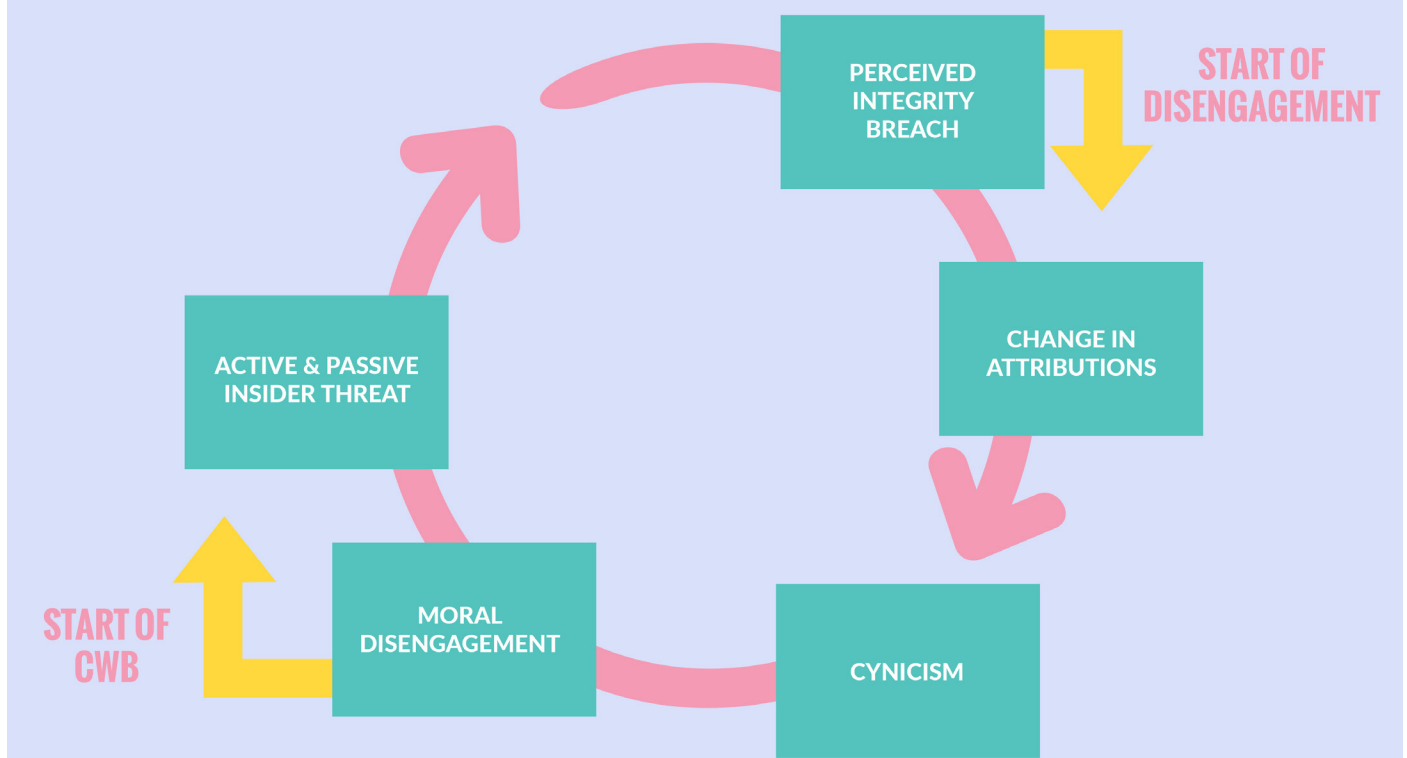 PERCEIVED
INTEGRITY
BREACH
START OF
DISENGAGEMENT
CHANGE IN
ATTRIBUTIONS
CYNICISM
MORAL
DISENGAGEMENT
START OF
CWB
ACTIVE & PASSIVE
INSIDER THREAT